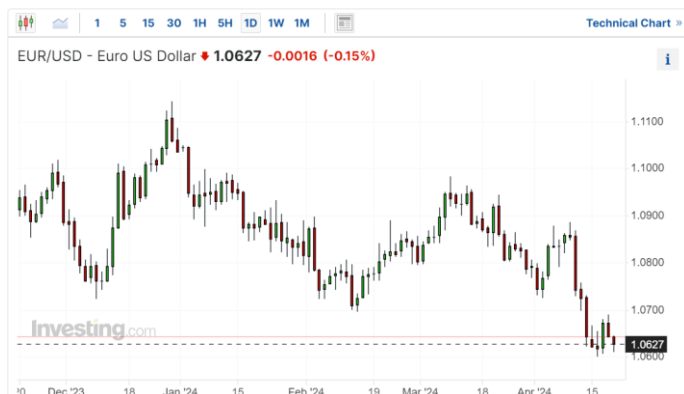 1 5 15 30 1H 5H 1D 1W 1M Technical Chart »
EUR/USD - Euro US Dollar 1.0627 -0.0016 (-0.15%)
i
1.1100
1.1000
1.0900
1.0800
1.0700
Investing.com
1.0627
1.0600
20 Dec '23 18 Jan '24 15 Feb '24 19 Mar '24 18 Apr '24 15